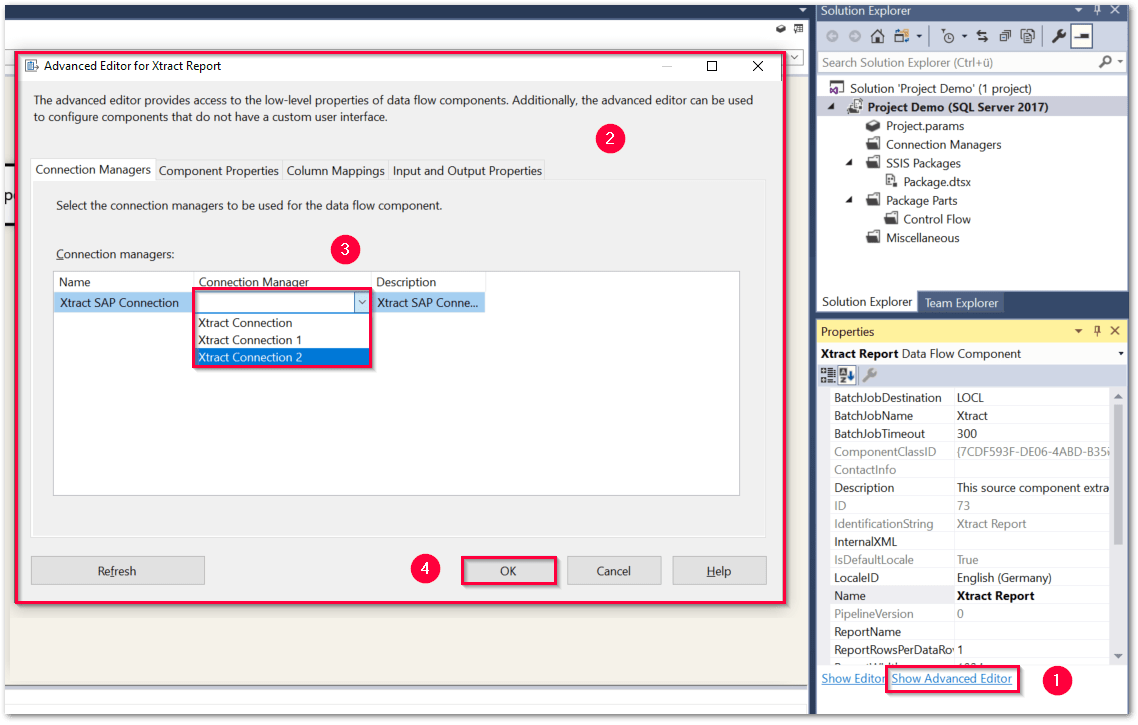 Solution Explorer
Search Solution Explorer (Ctrl+ü)
Solution 'Project Demo' (1 project)
Project Demo (SQL Server 2017)
Project.params
Connection Managers
SSIS Packages
Package.dtsx
Package Parts
Control Flow
Miscellaneous
Solution Explorer Team Explorer
Advanced Editor for Xtract Report
The advanced editor provides access to the low-level properties of data flow components. Additionally, the advanced editor can be used
to configure components that do not have a custom user interface.
2
Connection Managers Component Properties Column Mappings Input and Output Properties
Select the connection managers to be used for the data flow component.
3
Connection managers:
Name Connection Manager Description
Xtract SAP Connection Xtract SAP Conne...
Xtract Connection
Xtract Connection 1
Xtract Connection 2
4
Refresh OK Cancel Help
Properties
Xtract Report Data Flow Component
BatchJobDestination LOCL
BatchJobName Xtract
BatchJobTimeout 300
ComponentClassID {7CDF593F-DE06-4ABD-B35
ContactInfo
Description This source component extra
ID 73
IdentificationString Xtract Report
InternalXML
IsDefaultLocale True
LocaleID English (Germany)
Name Xtract Report
PipelineVersion 0
ReportName
ReportRowsPerDataRo 1
Show Editor Show Advanced Editor
1